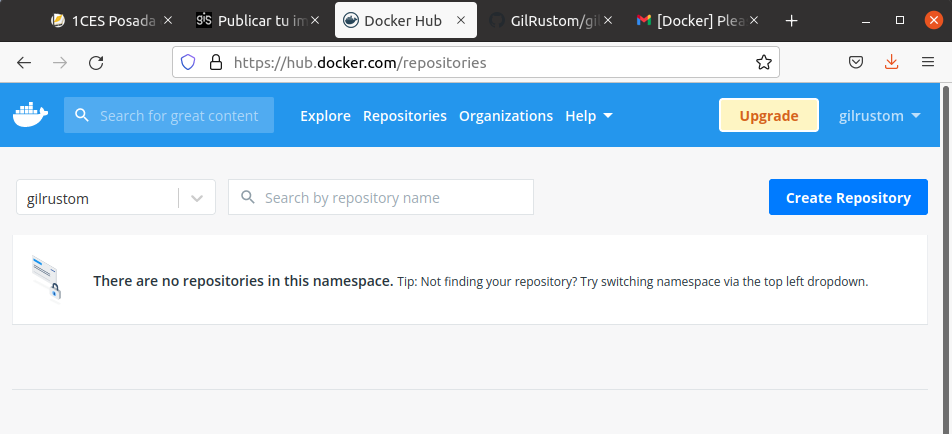 1CES Posada
Publicar tu im
Docker Hub
GilRustom/gil
[Docker] Plea
https://hub.docker.com/repositories
Search for great content
Explore
Repositories
Organizations
Help
Upgrade
gilrustom
gilrustom
Search by repository name
Create Repository
There are no repositories in this namespace. Tip: Not finding your repository? Try switching namespace via the top left dropdown.